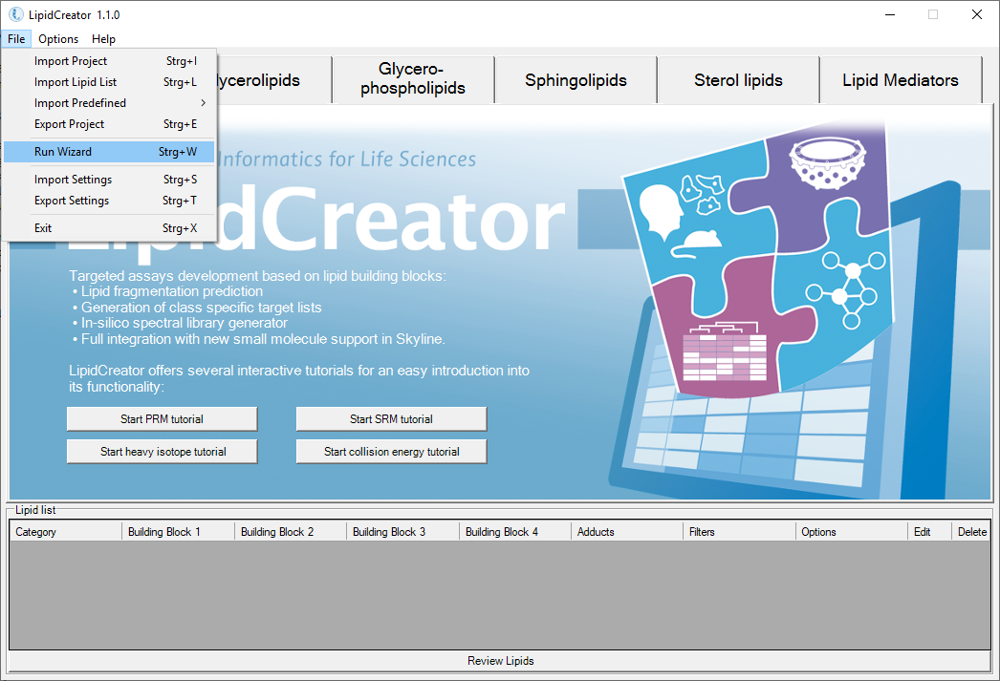 LipidCreator 1.1.0
File Options Help
Import Project Strg+I
Import Lipid List Strg+L
Import Predefined
Export Project Strg+E
Run Wizard Strg+W
Import Settings Strg+S
Export Settings Strg+T
Exit Strg+X
Glycero-
phospholipids
Sphingolipids
Sterol lipids
Lipid Mediators
Informatics for Life Sciences
LipidCreator
Targeted assays development based on lipid building blocks:
• Lipid fragmentation prediction
• Generation of class specific target lists
• In-silico spectral library generator
• Full integration with new small molecule support in Skyline.
LipidCreator offers several interactive tutorials for an easy introduction into
its functionality:
Start PRM tutorial Start SRM tutorial
Start heavy isotope tutorial Start collision energy tutorial
Lipid list
Category Building Block 1 Building Block 2 Building Block 3 Building Block 4 Adducts Filters Options Edit Delete
Review Lipids